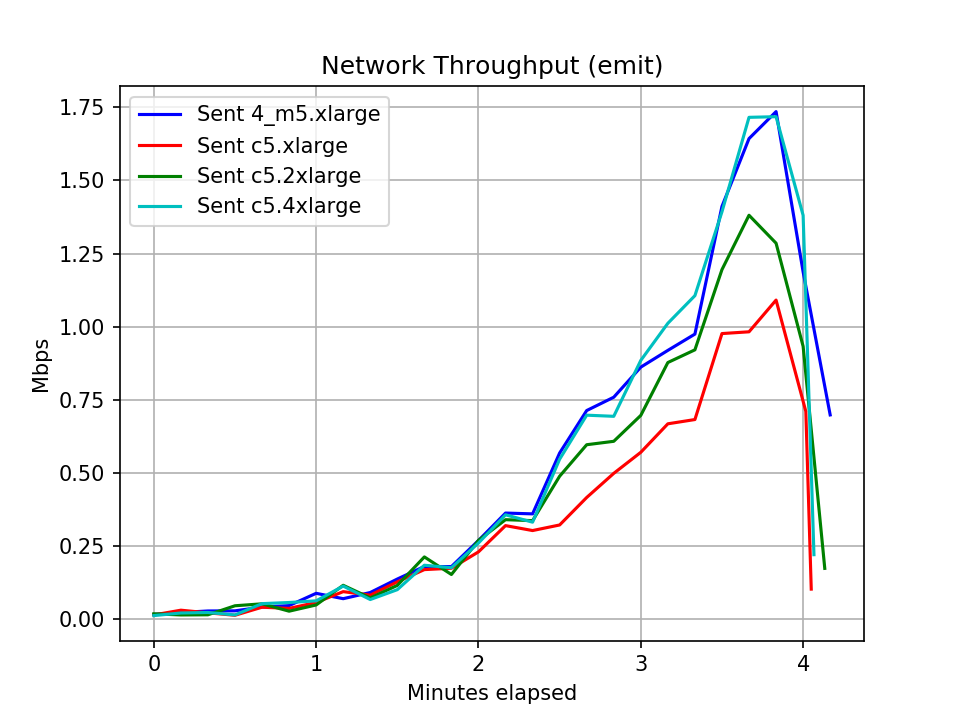 Network Throughput (emit)
Sent 4_m5.xlarge
Sent c5.xlarge
Sent c5.2xlarge
Sent c5.4xlarge
Mbps
1.75
1.50
1.25
1.00
0.75
0.50
0.25
0.00
0 1 2 3 4
Minutes elapsed